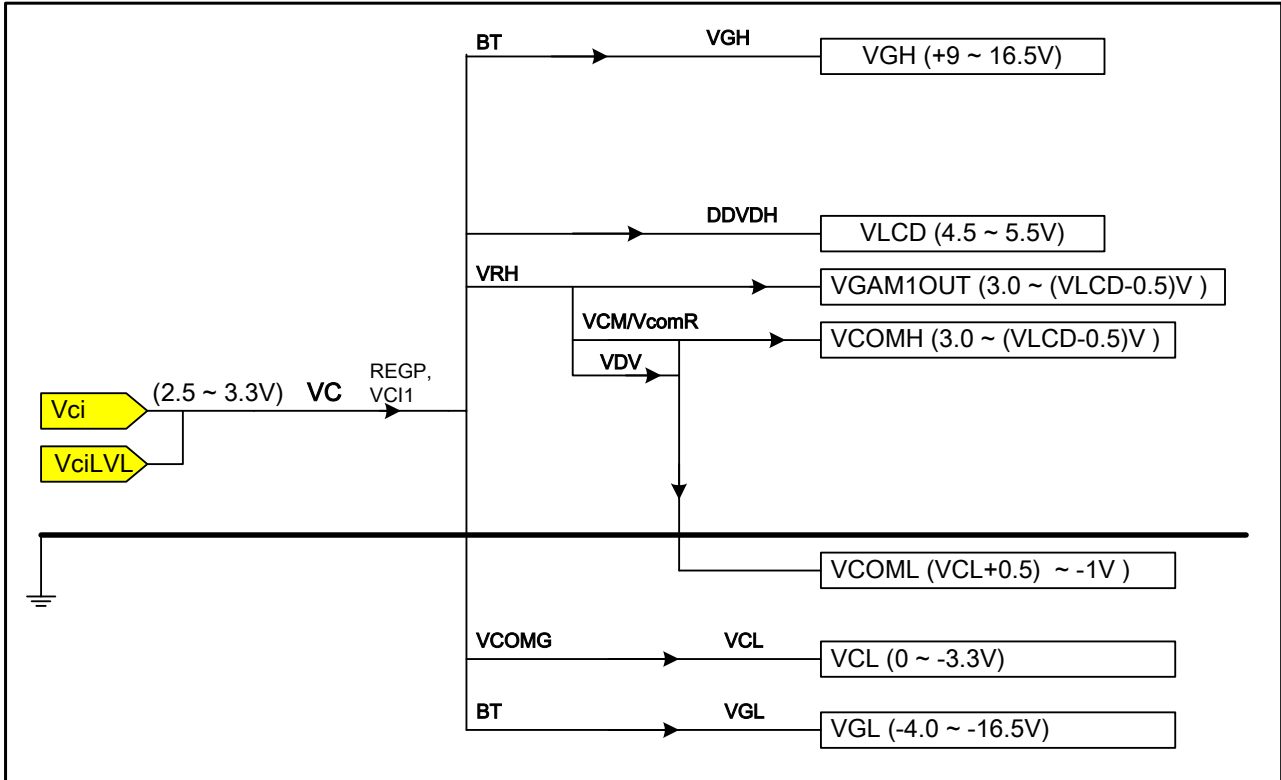 BT VGH VGH (+9 ~ 16.5V)
DDVDH VLCD (4.5 ~ 5.5V)
VRH VGAM1OUT (3.0 ~ (VLCD-0.5)V )
VCM/VcomR VCOMH (3.0 ~ (VLCD-0.5)V )
VDV
REGP,
VCI1
Vci (2.5 ~ 3.3V) VC
VciLVL
VCOML (VCL+0.5) ~ -1V )
VCOMG VCL VCL (0 ~ -3.3V)
BT VGL VGL (-4.0 ~ -16.5V)